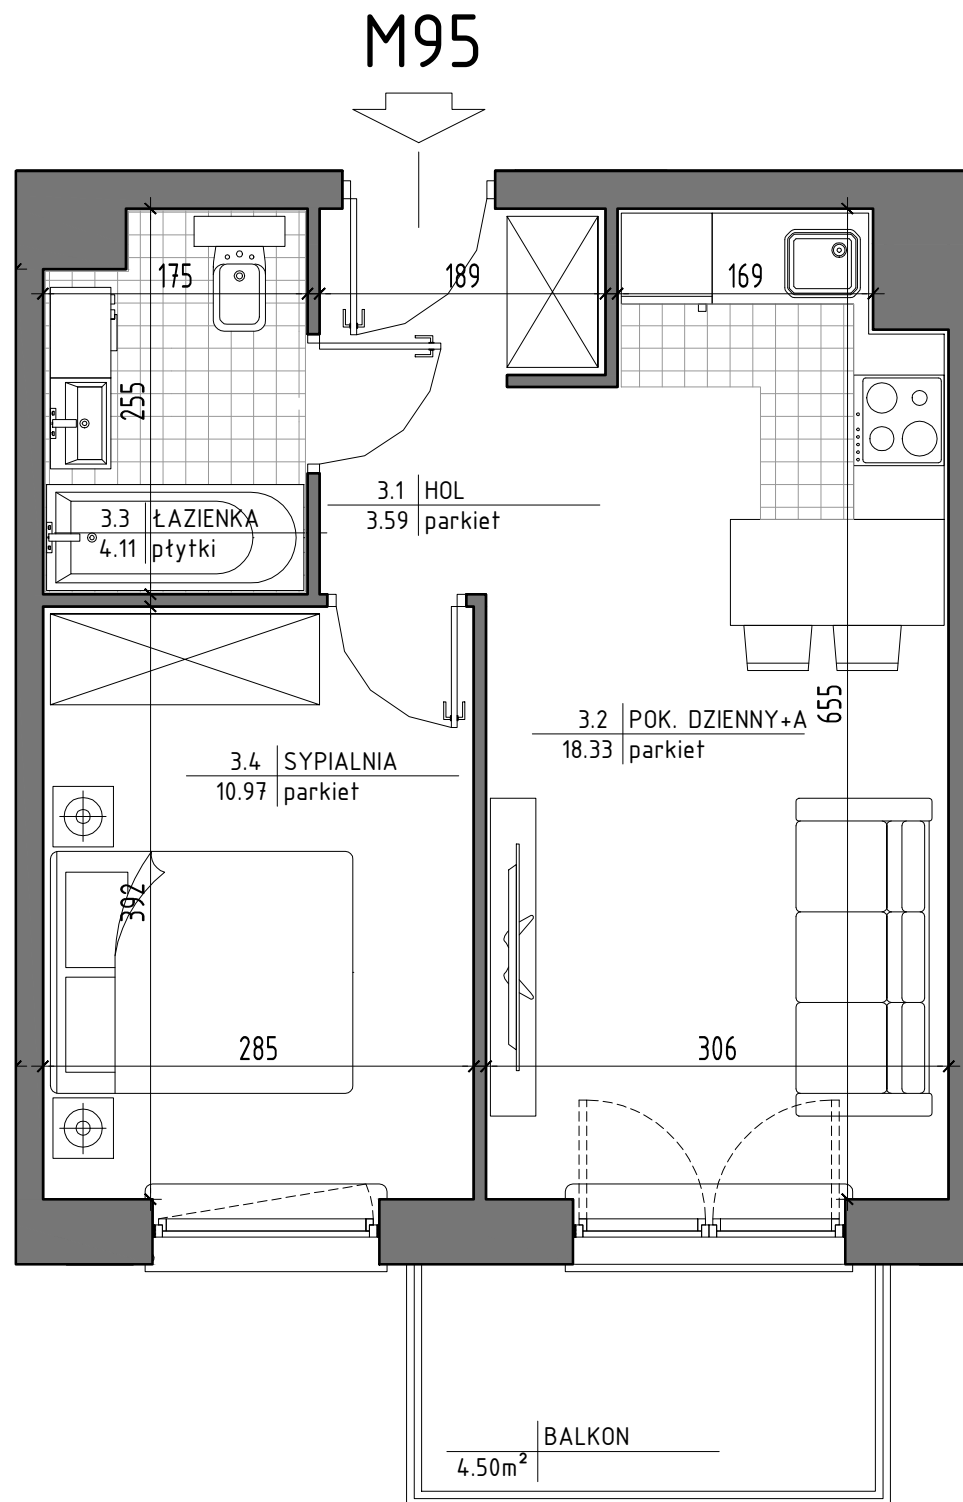 M95
175
189
169
255
3.1 HOL
3.59 parkiet
3.3 ŁAZIENKA
4.11 płytki
3.2 POK. DZIENNY+A
18.33 parkiet
655
3.4 SYPIALNIA
10.97 parkiet
392
285
306
BALKON
4.50m²